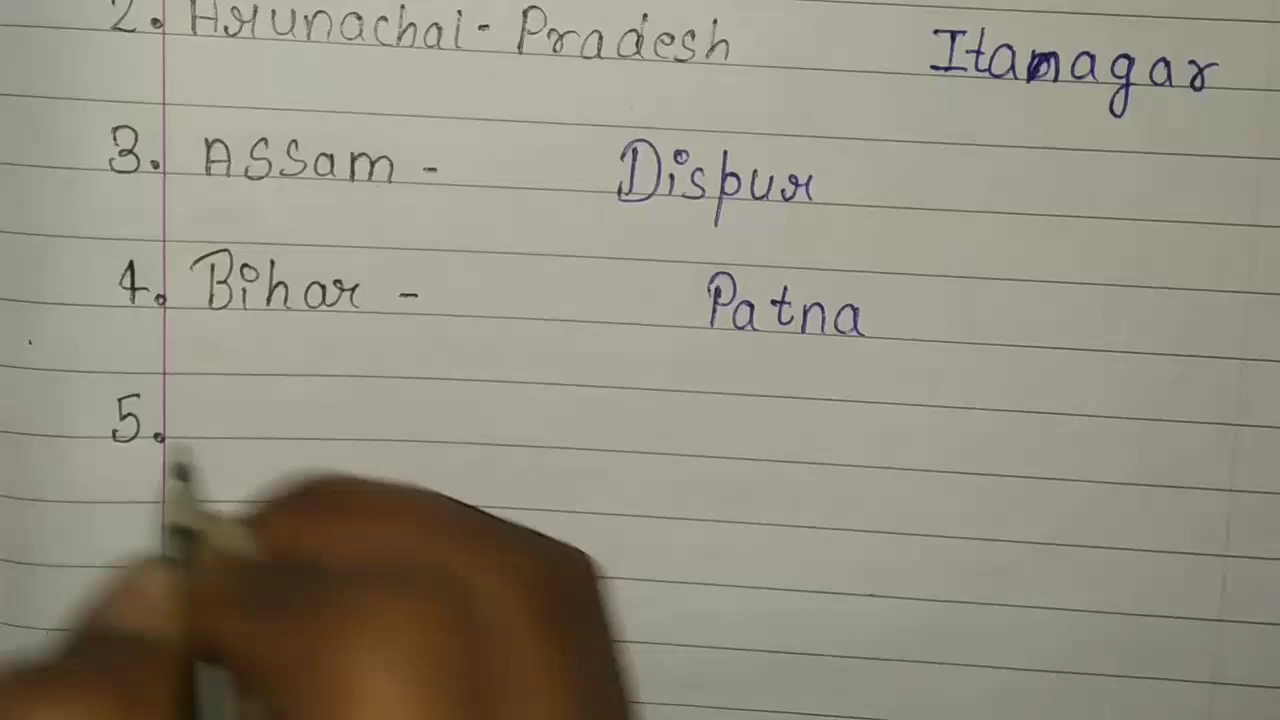 2. Arunachal - Pradesh Itanagar
3. Assam - Dispur
4. Bihar - Patna
5.